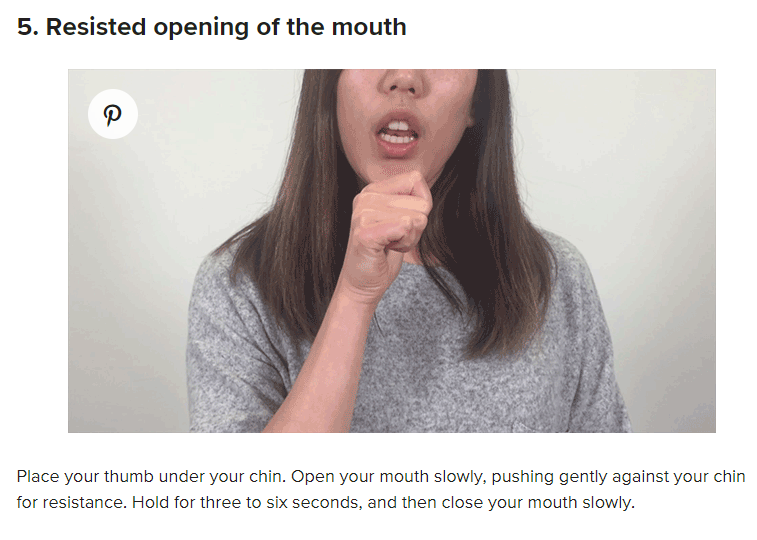 5. Resisted opening of the mouth
Place your thumb under your chin. Open your mouth slowly, pushing gently against your chin
for resistance. Hold for three to six seconds, and then close your mouth slowly.